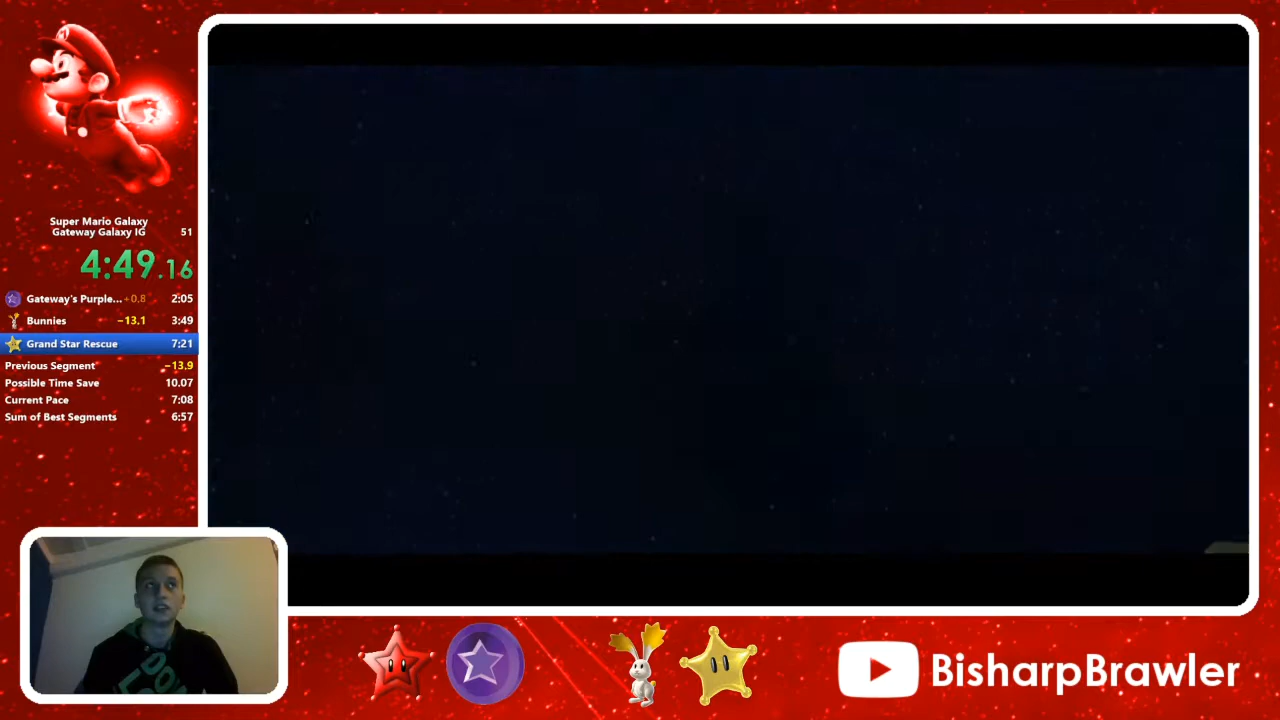 Super Mario Galaxy
Gateway Galaxy IG 51
4:49.16
Gateway's Purple... +0.8 2:05
Bunnies −13.1 3:49
Grand Star Rescue 7:21
Previous Segment −13.9
Possible Time Save 10.07
Current Pace 7:08
Sum of Best Segments 6:57
BisharpBrawler